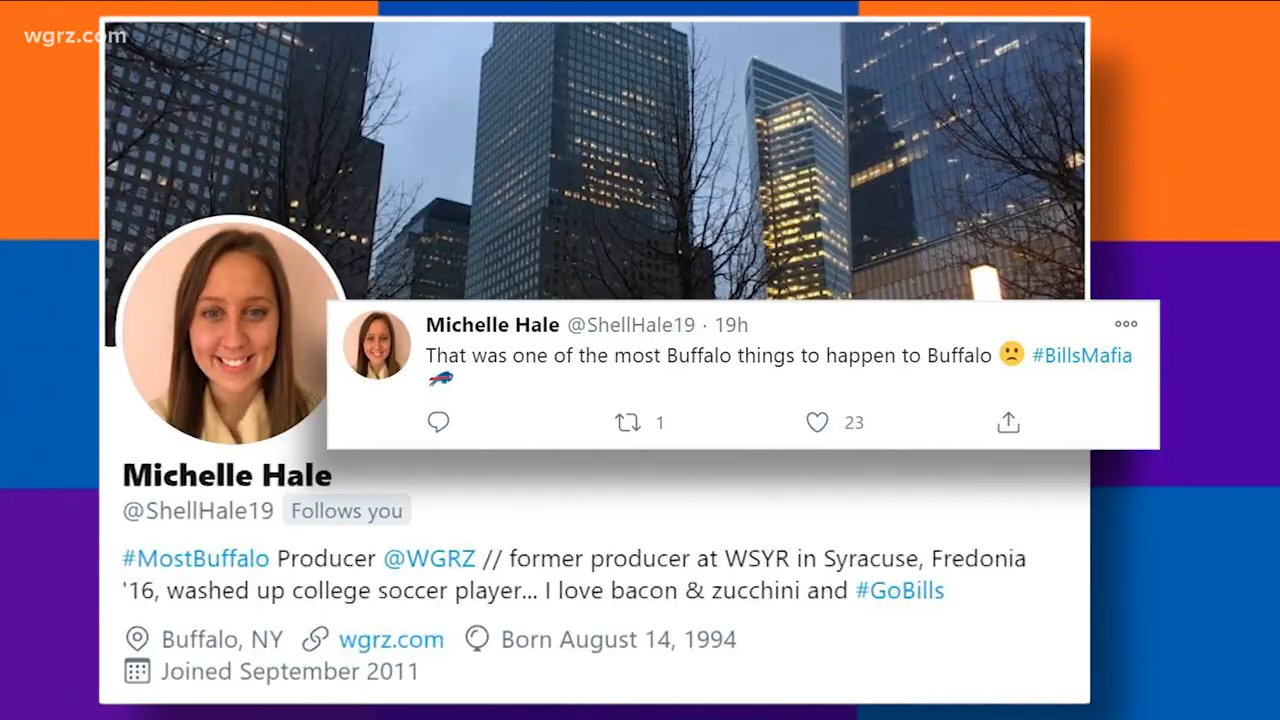 wgrz.com
Michelle Hale @ShellHale19 · 19h
That was one of the most Buffalo things to happen to Buffalo 🙁 #BillsMafia
1 23
Michelle Hale
@ShellHale19 Follows you
#MostBuffalo Producer @WGRZ // former producer at WSYR in Syracuse, Fredonia
'16, washed up college soccer player... I love bacon & zucchini and #GoBills
Buffalo, NY wgrz.com Born August 14, 1994
Joined September 2011